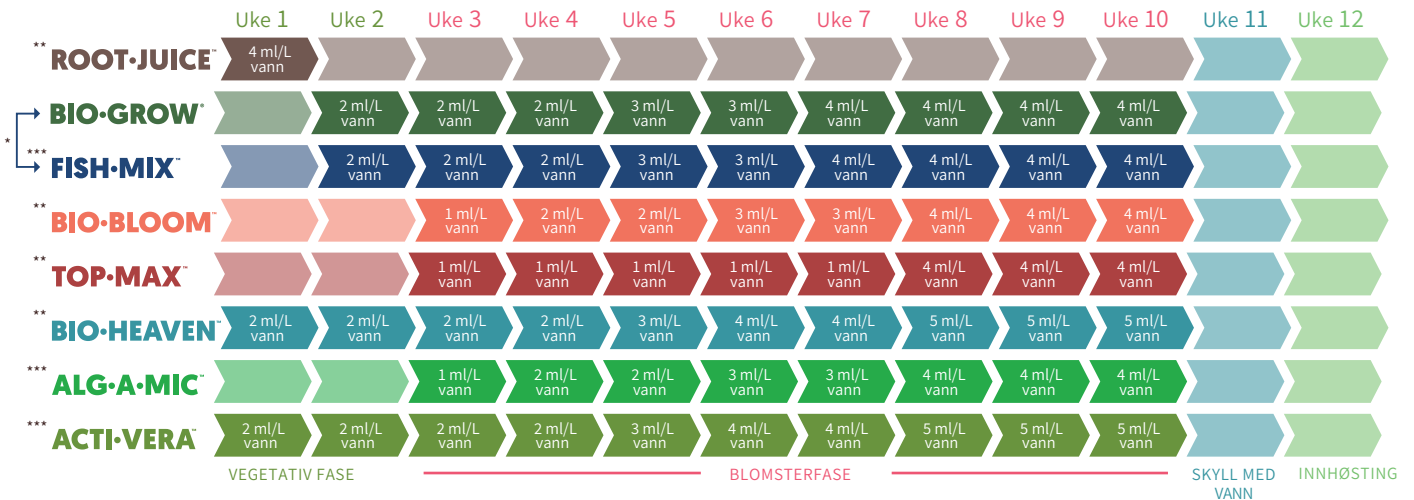 Uke 1 Uke 2 Uke 3 Uke 4 Uke 5 Uke 6 Uke 7 Uke 8 Uke 9 Uke 10 Uke 11 Uke 12
** ROOT•JUICE™ 4 ml/L vann
* BIO•GROW® 2 ml/L vann 2 ml/L vann 2 ml/L vann 3 ml/L vann 3 ml/L vann 4 ml/L vann 4 ml/L vann 4 ml/L vann 4 ml/L vann
*** FISH•MIX™ 2 ml/L vann 2 ml/L vann 2 ml/L vann 3 ml/L vann 3 ml/L vann 4 ml/L vann 4 ml/L vann 4 ml/L vann 4 ml/L vann
** BIO•BLOOM™ 1 ml/L vann 2 ml/L vann 2 ml/L vann 3 ml/L vann 3 ml/L vann 4 ml/L vann 4 ml/L vann 4 ml/L vann
** TOP•MAX™ 1 ml/L vann 1 ml/L vann 1 ml/L vann 1 ml/L vann 1 ml/L vann 4 ml/L vann 4 ml/L vann 4 ml/L vann
** BIO•HEAVEN™ 2 ml/L vann 2 ml/L vann 2 ml/L vann 2 ml/L vann 3 ml/L vann 4 ml/L vann 4 ml/L vann 5 ml/L vann 5 ml/L vann 5 ml/L vann
*** ALG•A•MIC™ 1 ml/L vann 2 ml/L vann 2 ml/L vann 3 ml/L vann 3 ml/L vann 4 ml/L vann 4 ml/L vann 4 ml/L vann
*** ACTI•VERA™ 2 ml/L vann 2 ml/L vann 2 ml/L vann 2 ml/L vann 3 ml/L vann 4 ml/L vann 4 ml/L vann 5 ml/L vann 5 ml/L vann 5 ml/L vann
VEGETATIV FASE BLOMSTERFASE SKYLL MED VANN INNHØSTING